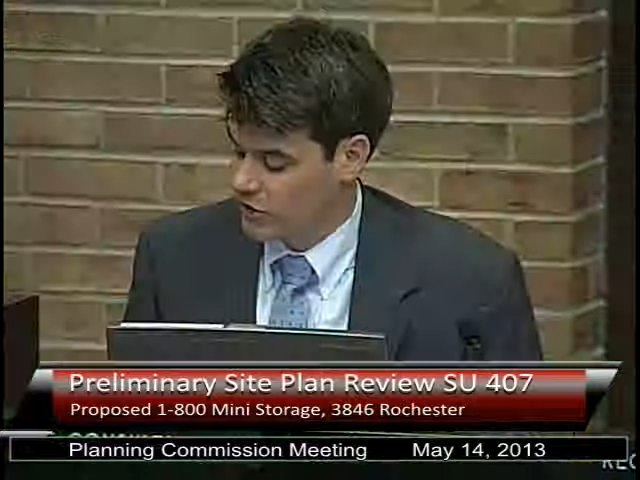 Preliminary Site Plan Review SU 407
Proposed 1-800 Mini Storage, 3846 Rochester
Planning Commission Meeting May 14, 2013